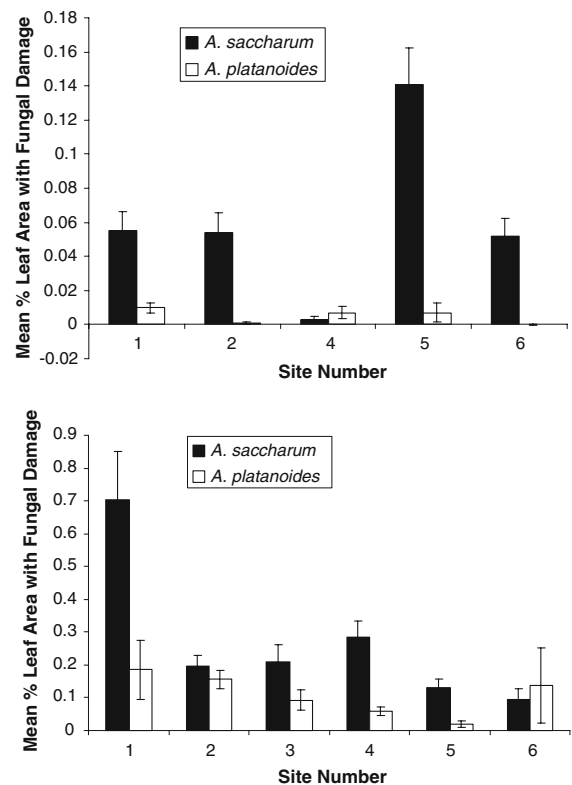 Mean % Leaf Area with Fungal Damage
0.18
0.16
0.14
0.12
0.1
0.08
0.06
0.04
0.02
0
-0.02
A. saccharum
A. platanoides
1 2 4 5 6
Site Number
Mean % Leaf Area with Fungal Damage
0.9
0.8
0.7
0.6
0.5
0.4
0.3
0.2
0.1
0
A. saccharum
A. platanoides
1 2 3 4 5 6
Site Number